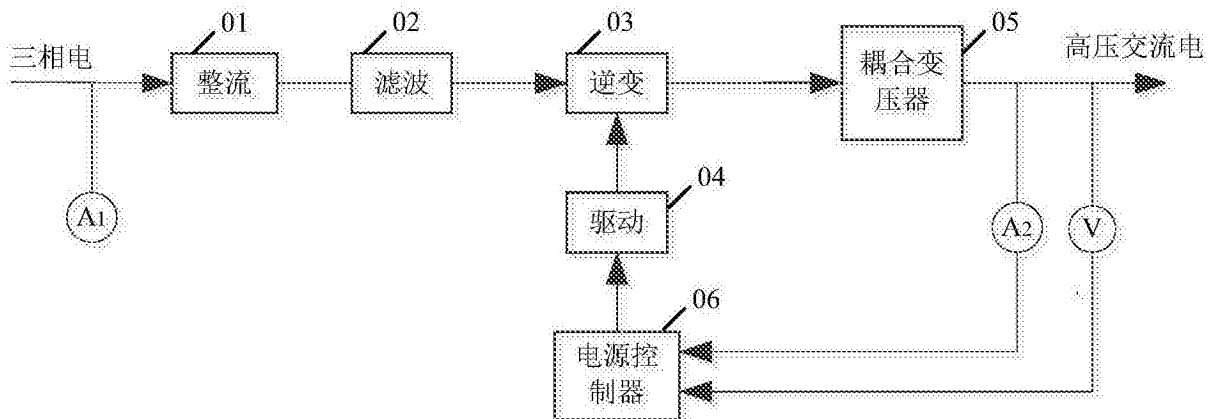 01
02
03
05
三相电
高压交流电
整流
滤波
逆变
耦合变
压器
04
A1
驱动
A2
V
06
电源控
制器